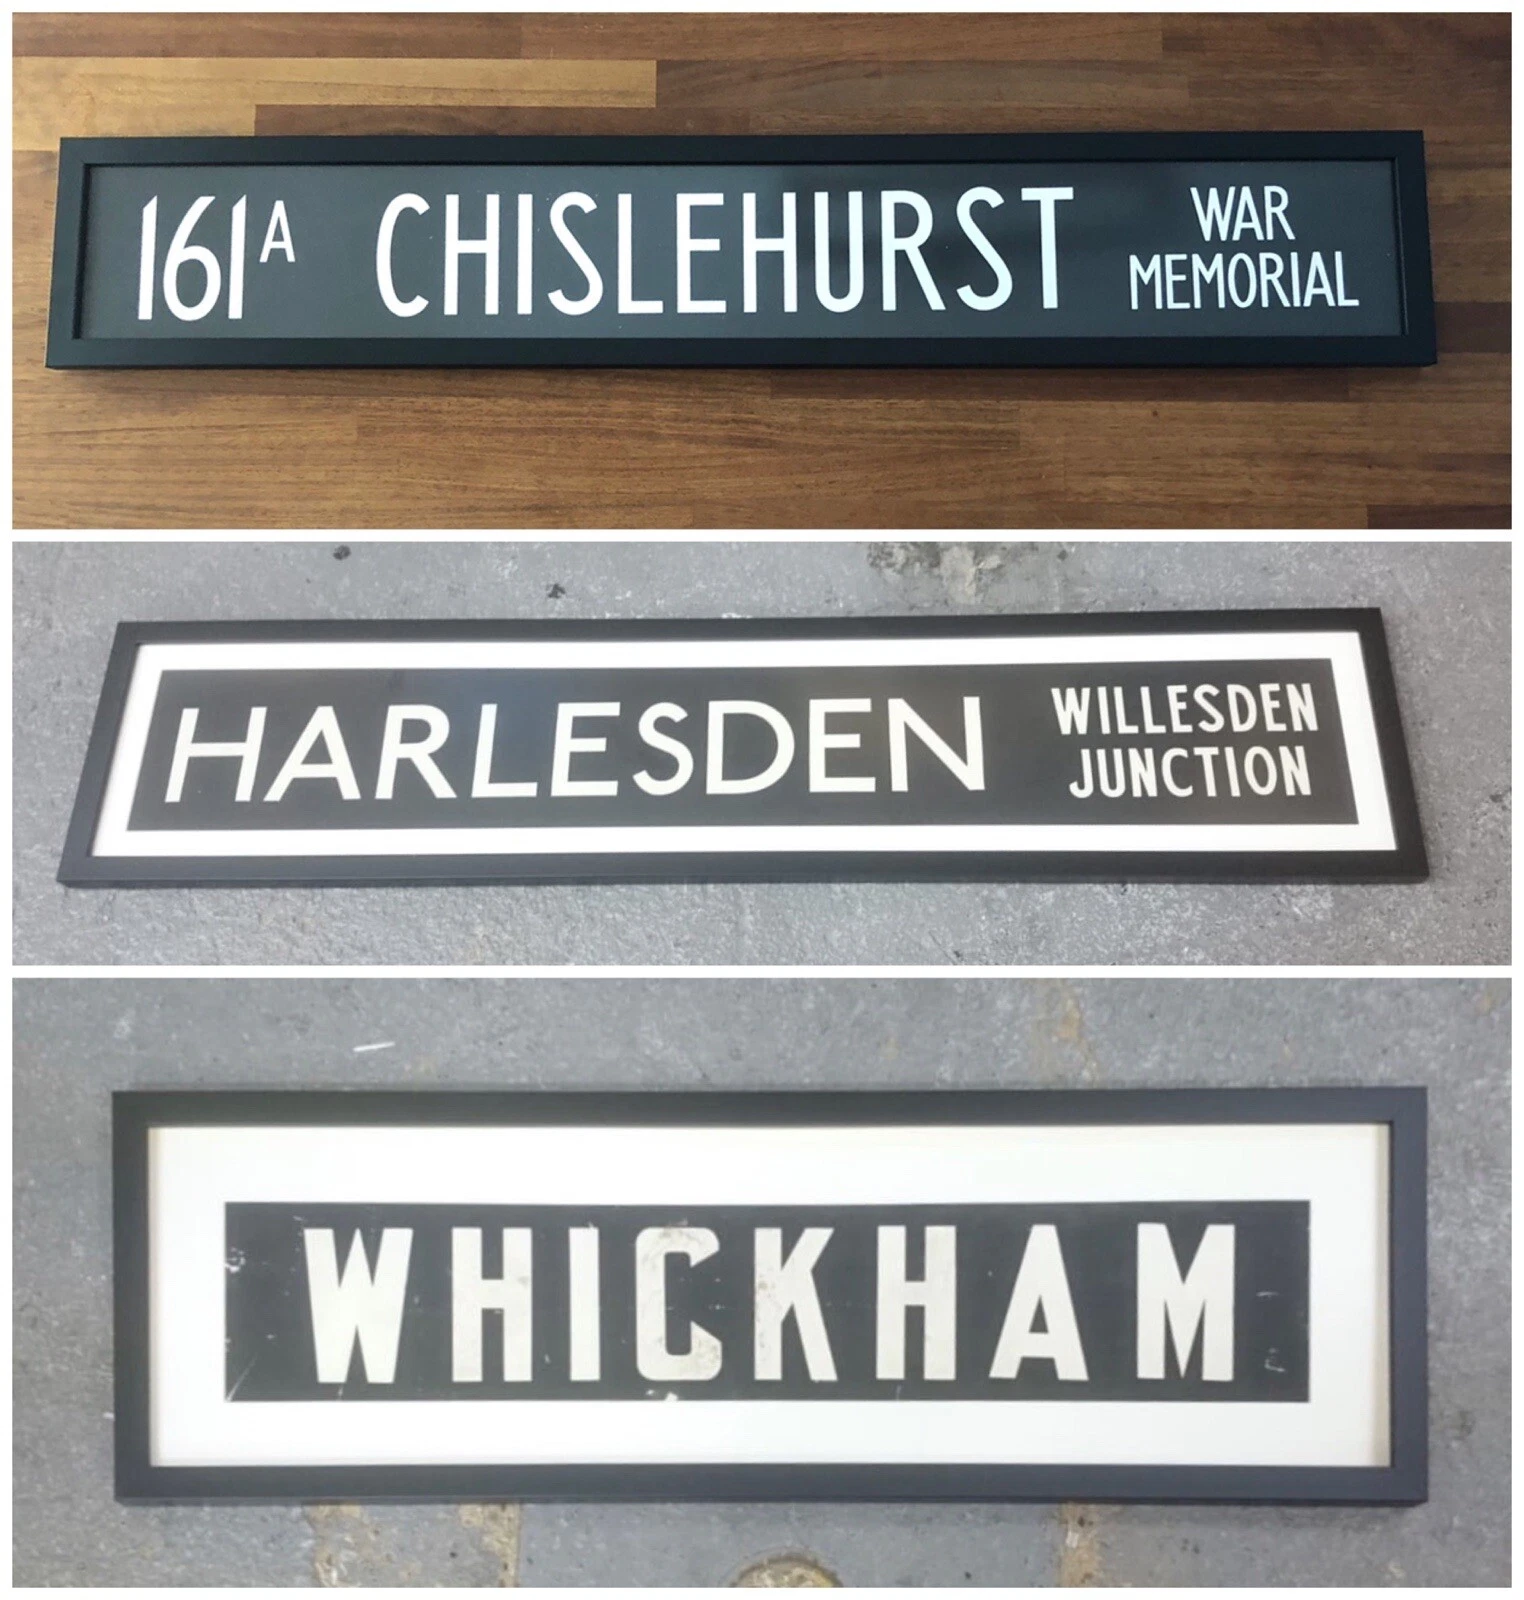 161A CHISLEHURST WAR
MEMORIAL
HARLESDEN WILLESDEN
JUNCTION
WHICKHAM